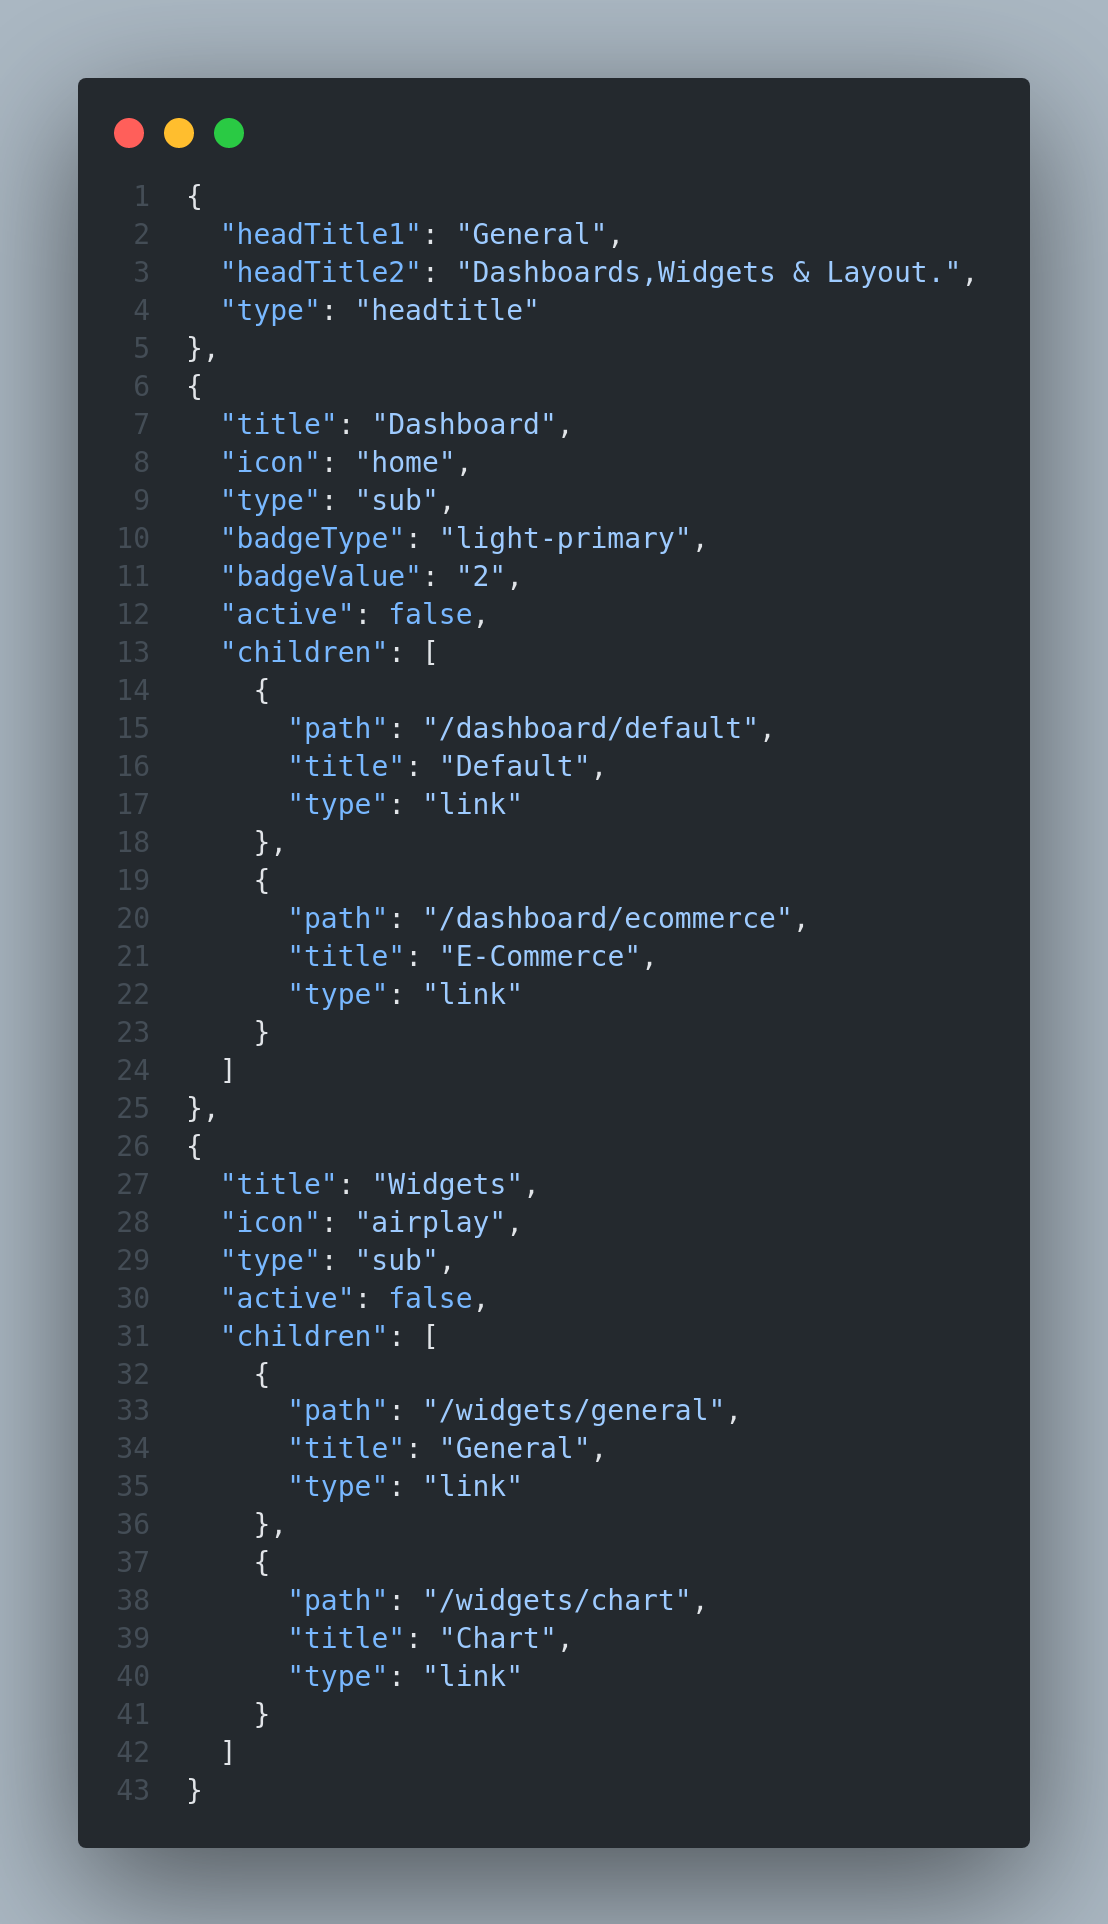 1 {
2   "headTitle1": "General",
3   "headTitle2": "Dashboards,Widgets & Layout.",
4   "type": "headtitle"
5 },
6 {
7   "title": "Dashboard",
8   "icon": "home",
9   "type": "sub",
10   "badgeType": "light-primary",
11   "badgeValue": "2",
12   "active": false,
13   "children": [
14     {
15       "path": "/dashboard/default",
16       "title": "Default",
17       "type": "link"
18     },
19     {
20       "path": "/dashboard/ecommerce",
21       "title": "E-Commerce",
22       "type": "link"
23     }
24   ]
25 },
26 {
27   "title": "Widgets",
28   "icon": "airplay",
29   "type": "sub",
30   "active": false,
31   "children": [
32     {
33       "path": "/widgets/general",
34       "title": "General",
35       "type": "link"
36     },
37     {
38       "path": "/widgets/chart",
39       "title": "Chart",
40       "type": "link"
41     }
42   ]
43 }